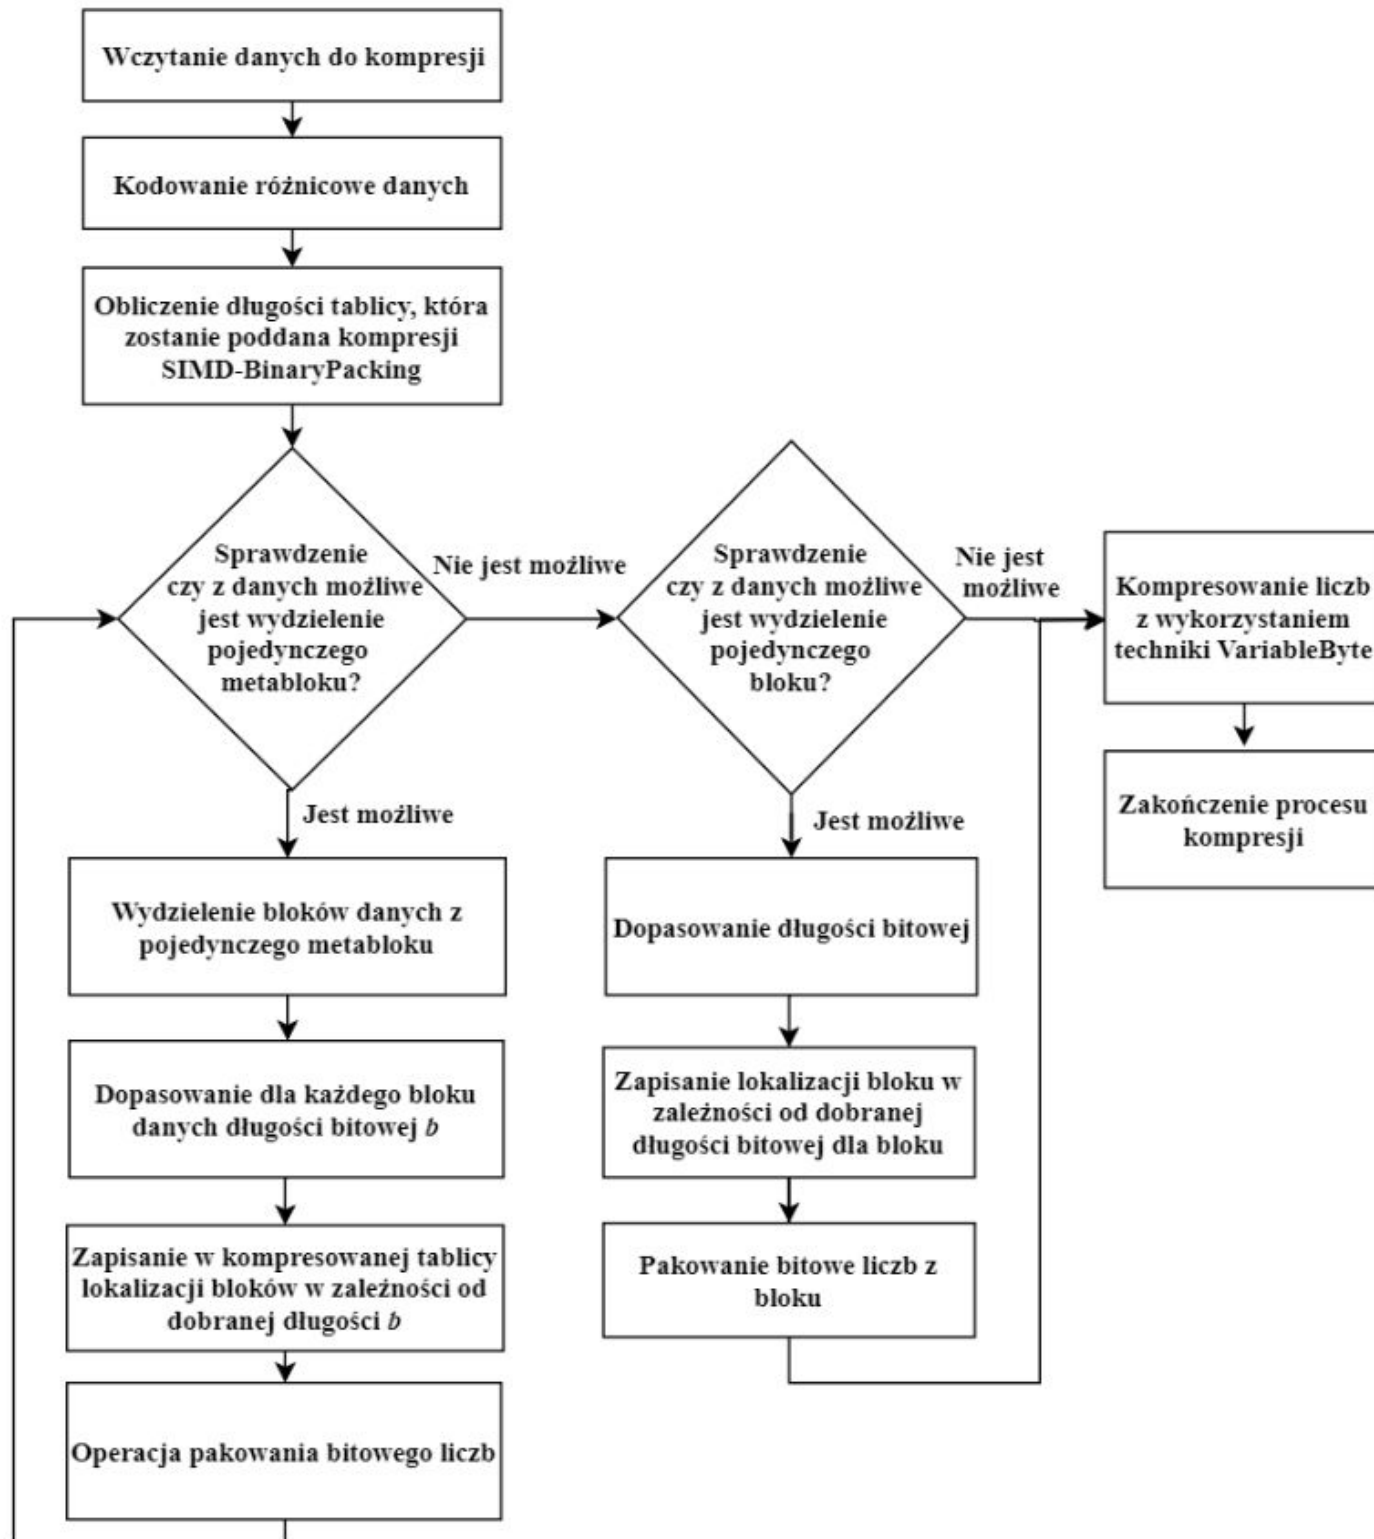 Wczytanie danych do kompresji
Kodowanie różnicowe danych
Obliczenie długości tablicy, która
zostanie poddana kompresji
SIMD-BinaryPacking
Sprawdzenie
czy z danych możliwe
jest wydzielenie
pojedynczego
metabloku?
Nie jest możliwe
Sprawdzenie
czy z danych możliwe
jest wydzielenie
pojedynczego
bloku?
Nie jest
możliwe
Kompresowanie liczb
z wykorzystaniem
techniki VariableByte
Zakończenie procesu
kompresji
Jest możliwe
Wydzielenie bloków danych z
pojedynczego metabloku
Dopasowanie dla każdego bloku
danych długości bitowej b
Zapisanie w kompresowanej tablicy
lokalizacji bloków w zależności od
dobranej długości b
Operacja pakowania bitowego liczb
Jest możliwe
Dopasowanie długości bitowej
Zapisanie lokalizacji bloku w
zależności od dobranej
długości bitowej dla bloku
Pakowanie bitowe liczb z
bloku